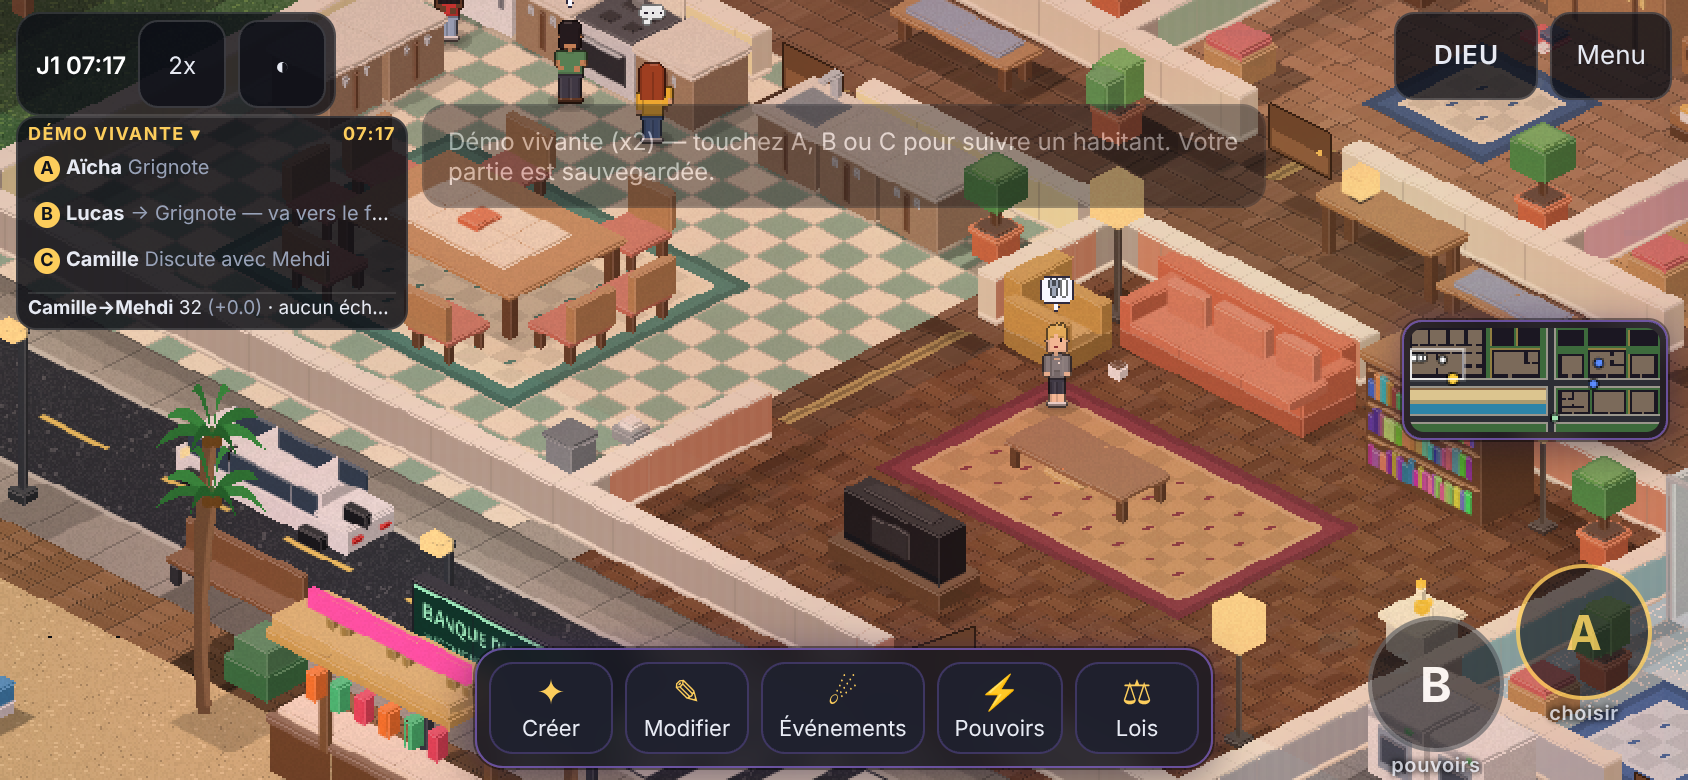 J1 07:17
2x
DIEU
Menu
DÉMO VIVANTE ▾ 07:17
A Aïcha Grignote
B Lucas → Grignote — va vers le f...
C Camille Discute avec Mehdi
Camille→Mehdi 32 (+0.0) · aucun éch...
Démo vivante (x2) — touchez A, B ou C pour suivre un habitant. Votre
partie est sauvegardée.
BANQUE
Créer
Modifier
Événements
Pouvoirs
Lois
A
choisir
B
pouvoirs